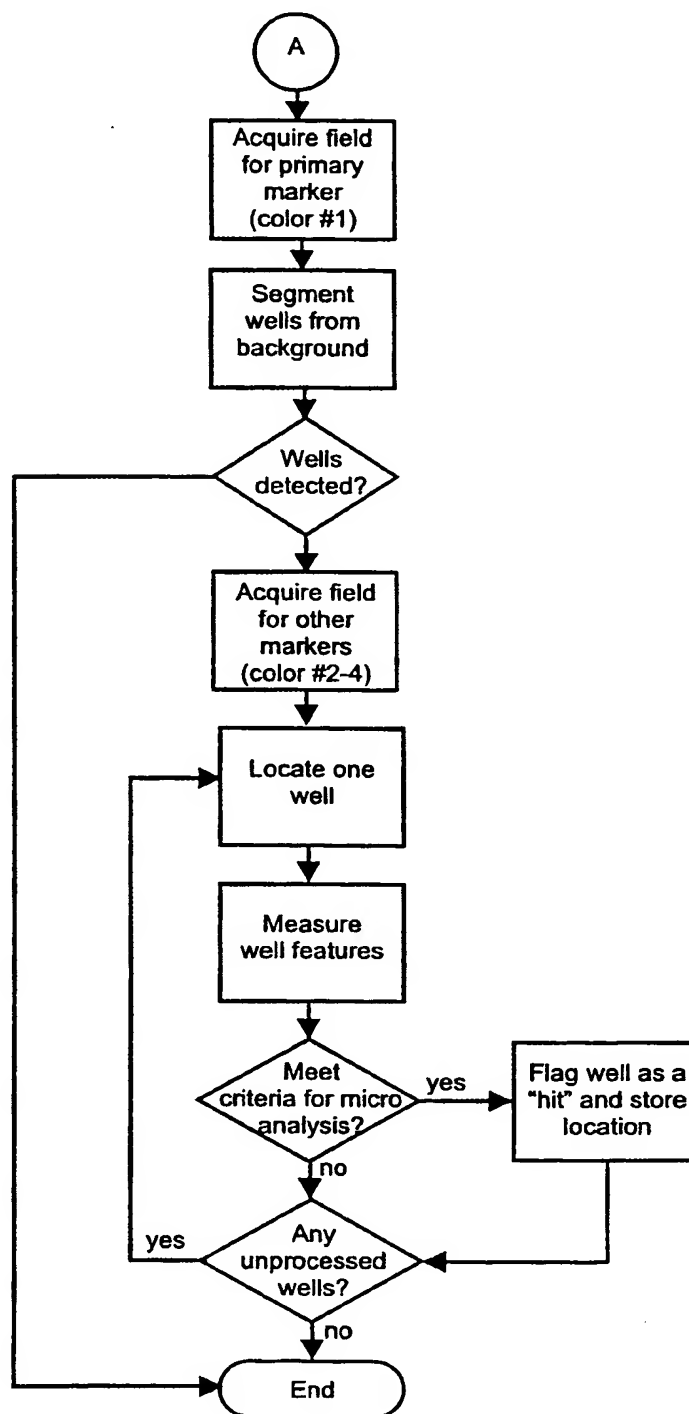 A
Acquire field
for primary
marker
(color #1)
Segment
wells from
background
Wells
detected?
Acquire field
for other
markers
(color #2-4)
Locate one
well
Measure
well features
Meet
criteria for micro
analysis?
yes
Flag well as a
"hit" and store
location
no
Any
unprocessed
wells?
yes
no
End